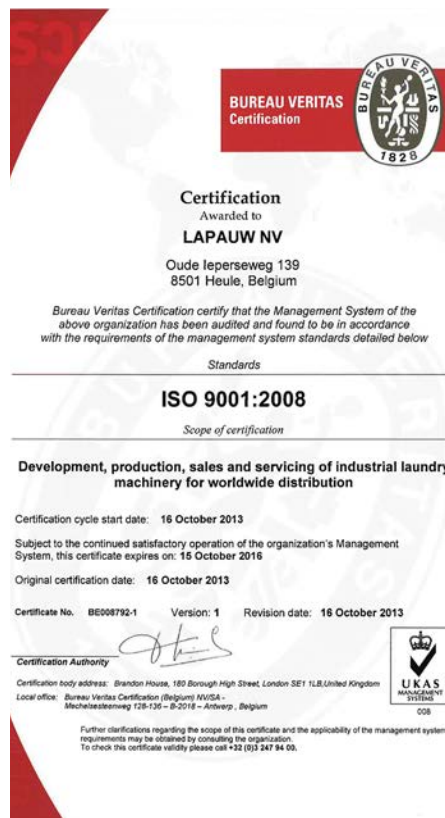 BUREAU VERITAS
Certification
BUREAU VERITAS
1828
Certification
Awarded to
LAPAUW NV
Oude Ieperseweg 139
8501 Heule, Belgium
Bureau Veritas Certification certify that the Management System of the
above organization has been audited and found to be in accordance
with the requirements of the management system standards detailed below
Standards
ISO 9001:2008
Scope of certification
Development, production, sales and servicing of industrial laundry
machinery for worldwide distribution
Certification cycle start date: 16 October 2013
Subject to the continued satisfactory operation of the organization's Management
System, this certificate expires on: 15 October 2016
Original certification date: 16 October 2013
Certificate No. BE008792-1 Version: 1 Revision date: 16 October 2013
Certification Authority
Certification body address: Brandon House, 180 Borough High Street, London SE1 1LB,United Kingdom
Local office: Bureau Veritas Certification (Belgium) NV/SA -
Mechelsesteenweg 128-136 – B-2018 – Antwerp , Belgium
UKAS
MANAGEMENT
SYSTEMS
008
Further clarifications regarding the scope of this certificate and the applicability of the management system
requirements may be obtained by consulting the organization.
To check this certificate validity please call +32 (0)3 247 94 00.